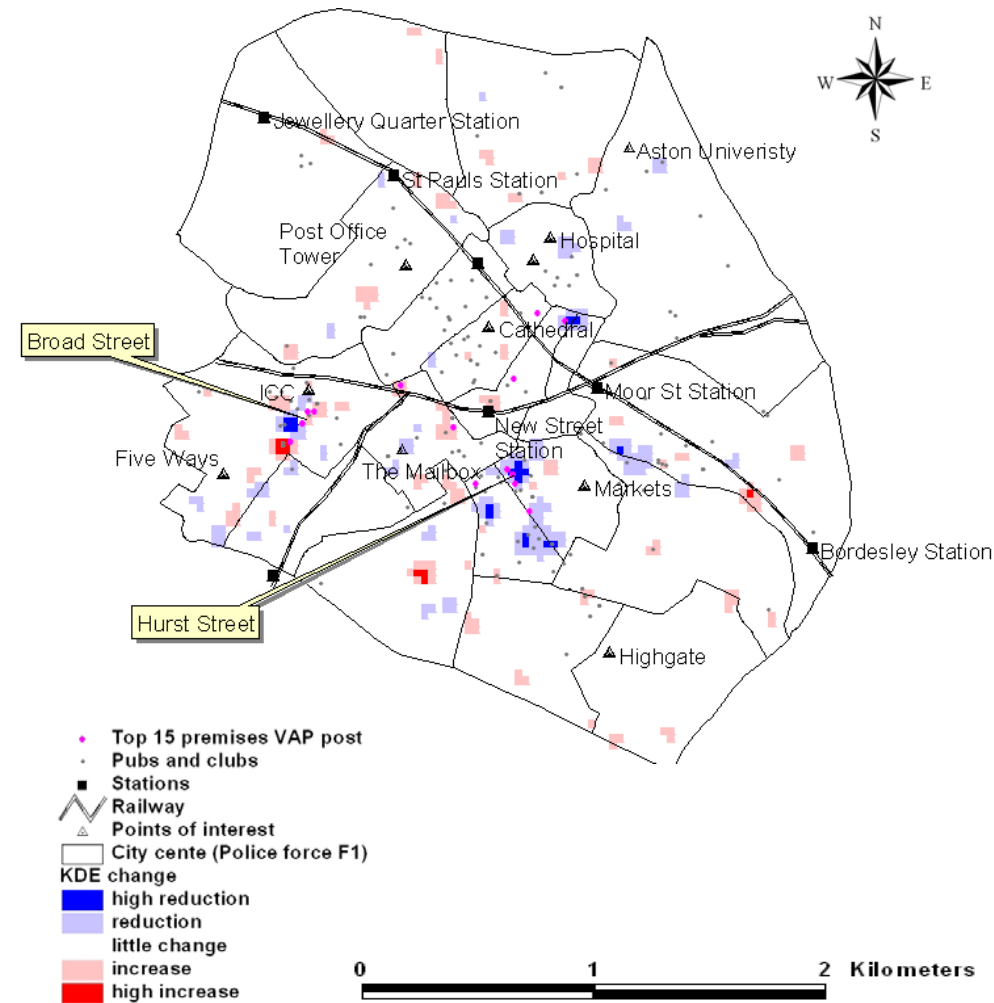 N
W
E
S
Jewellery Quarter Station
Aston Univeristy
St Pauls Station
Post Office
Tower
Hospital
Cathedral
Broad Street
ICC
Moor St Station
New Street
Station
Five Ways
The Mailbox
Markets
Bordesley Station
Hurst Street
Highgate
Top 15 premises VAP post
Pubs and clubs
Stations
Railway
Points of interest
City cente (Police force F1)
KDE change
high reduction
reduction
little change
increase
high increase
0 1 2 Kilometers